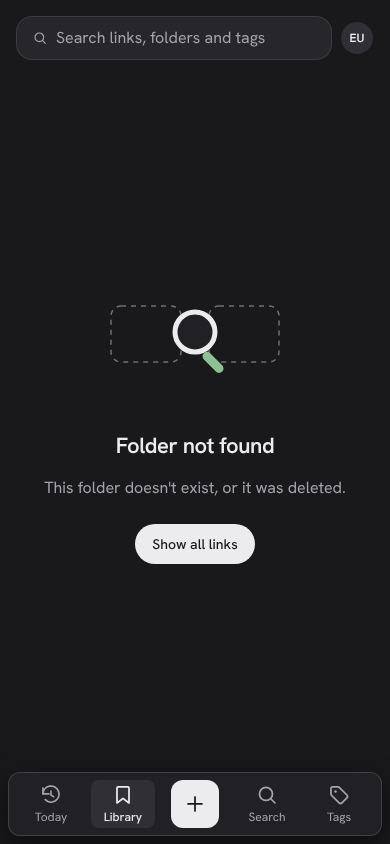 Search links, folders and tags
EU
Folder not found
This folder doesn't exist, or it was deleted.
Show all links
Today
Library
Search
Tags